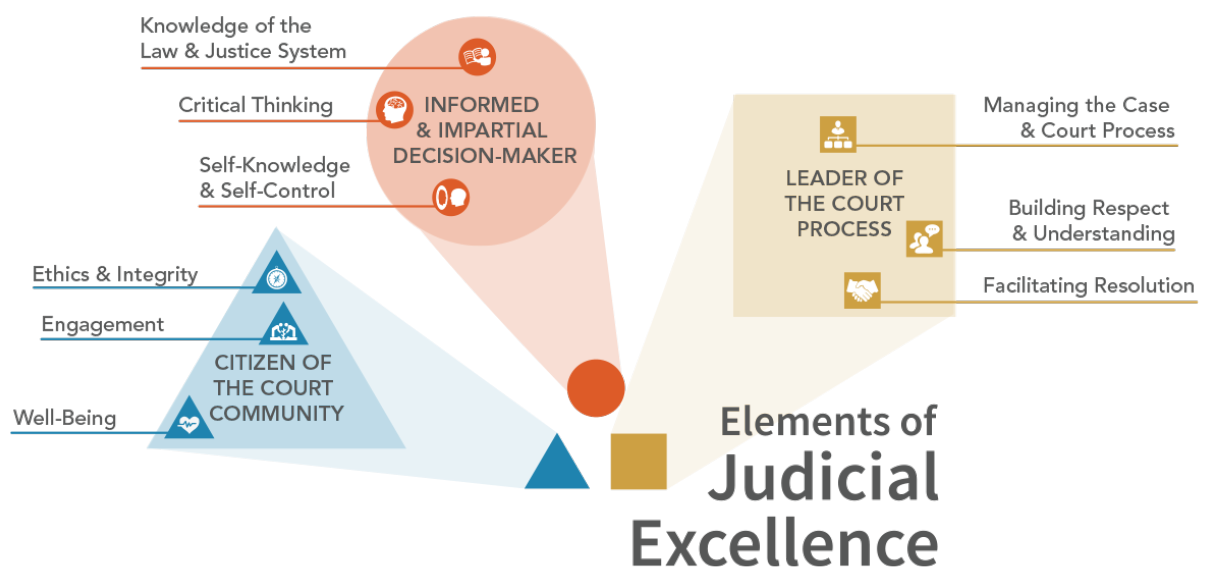 Knowledge of the
Law & Justice System
Critical Thinking
Self-Knowledge
& Self-Control
INFORMED
& IMPARTIAL
DECISION-MAKER
Ethics & Integrity
Engagement
Well-Being
CITIZEN OF
THE COURT
COMMUNITY
LEADER OF
THE COURT
PROCESS
Managing the Case
& Court Process
Building Respect
& Understanding
Facilitating Resolution
Elements of
Judicial
Excellence